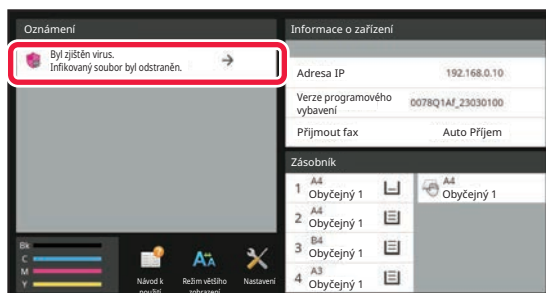 Oznámení
Byl zjištěn virus.
Infikovaný soubor byl odstraněn.
Bk
C
M
Y
Návod k
použití
Režim většího
zobrazení
Nastavení
Informace o zařízení
Adresa IP 192.168.0.10
Verze programového
vybavení 0078Q1Af_23030100
Přijmout fax Auto Příjem
Zásobník
1 A4
Obyčejný 1
2 A4
Obyčejný 1
3 B4
Obyčejný 1
4 A3
Obyčejný 1
A4
Obyčejný 1